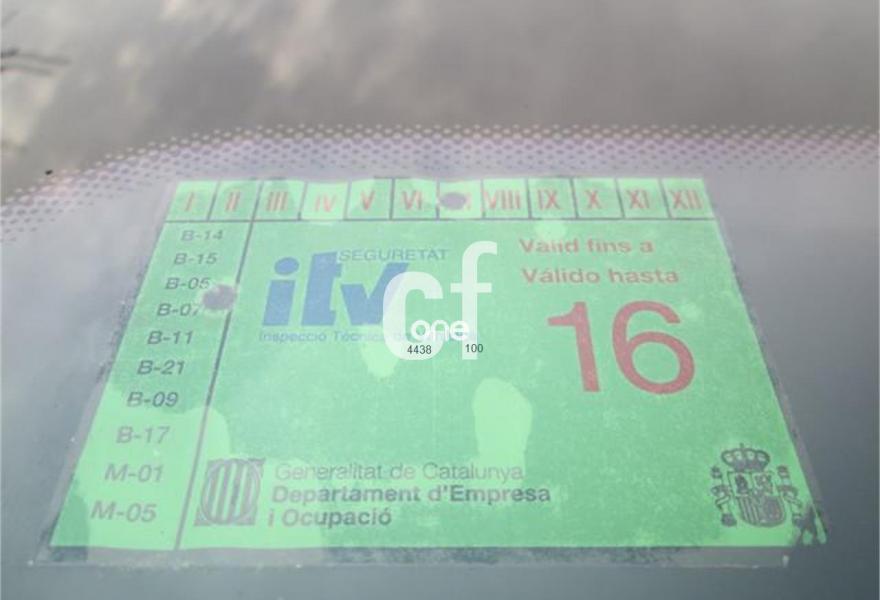 I II III IV V VI VIII IX X XI XII
B-14
B-15
B-05
B-07
B-11
B-21
B-09
B-17
M-01
M-05
SEGURETAT
itv
Inspecció Tècnica
Vàlid fins a
Válido hasta
16
cf
one
4438 100
Generalitat de Catalunya
Departament d'Empresa
i Ocupació